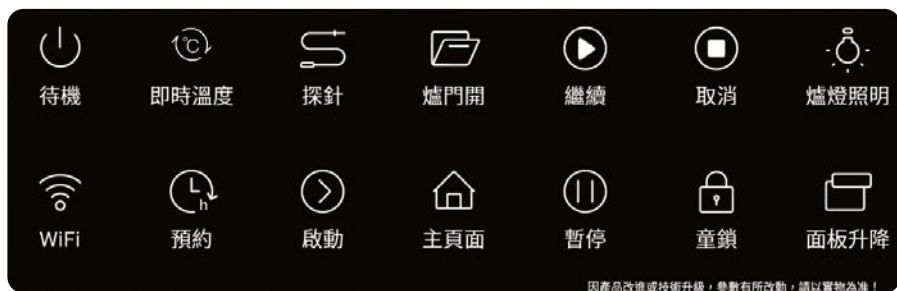 待機 即時溫度 探針 爐門開 繼續 取消 爐燈照明
WiFi 預約 啟動 主頁面 暫停 童鎖 面板升降
因產品改進或技術升級，參數有所改動，請以實物為准！